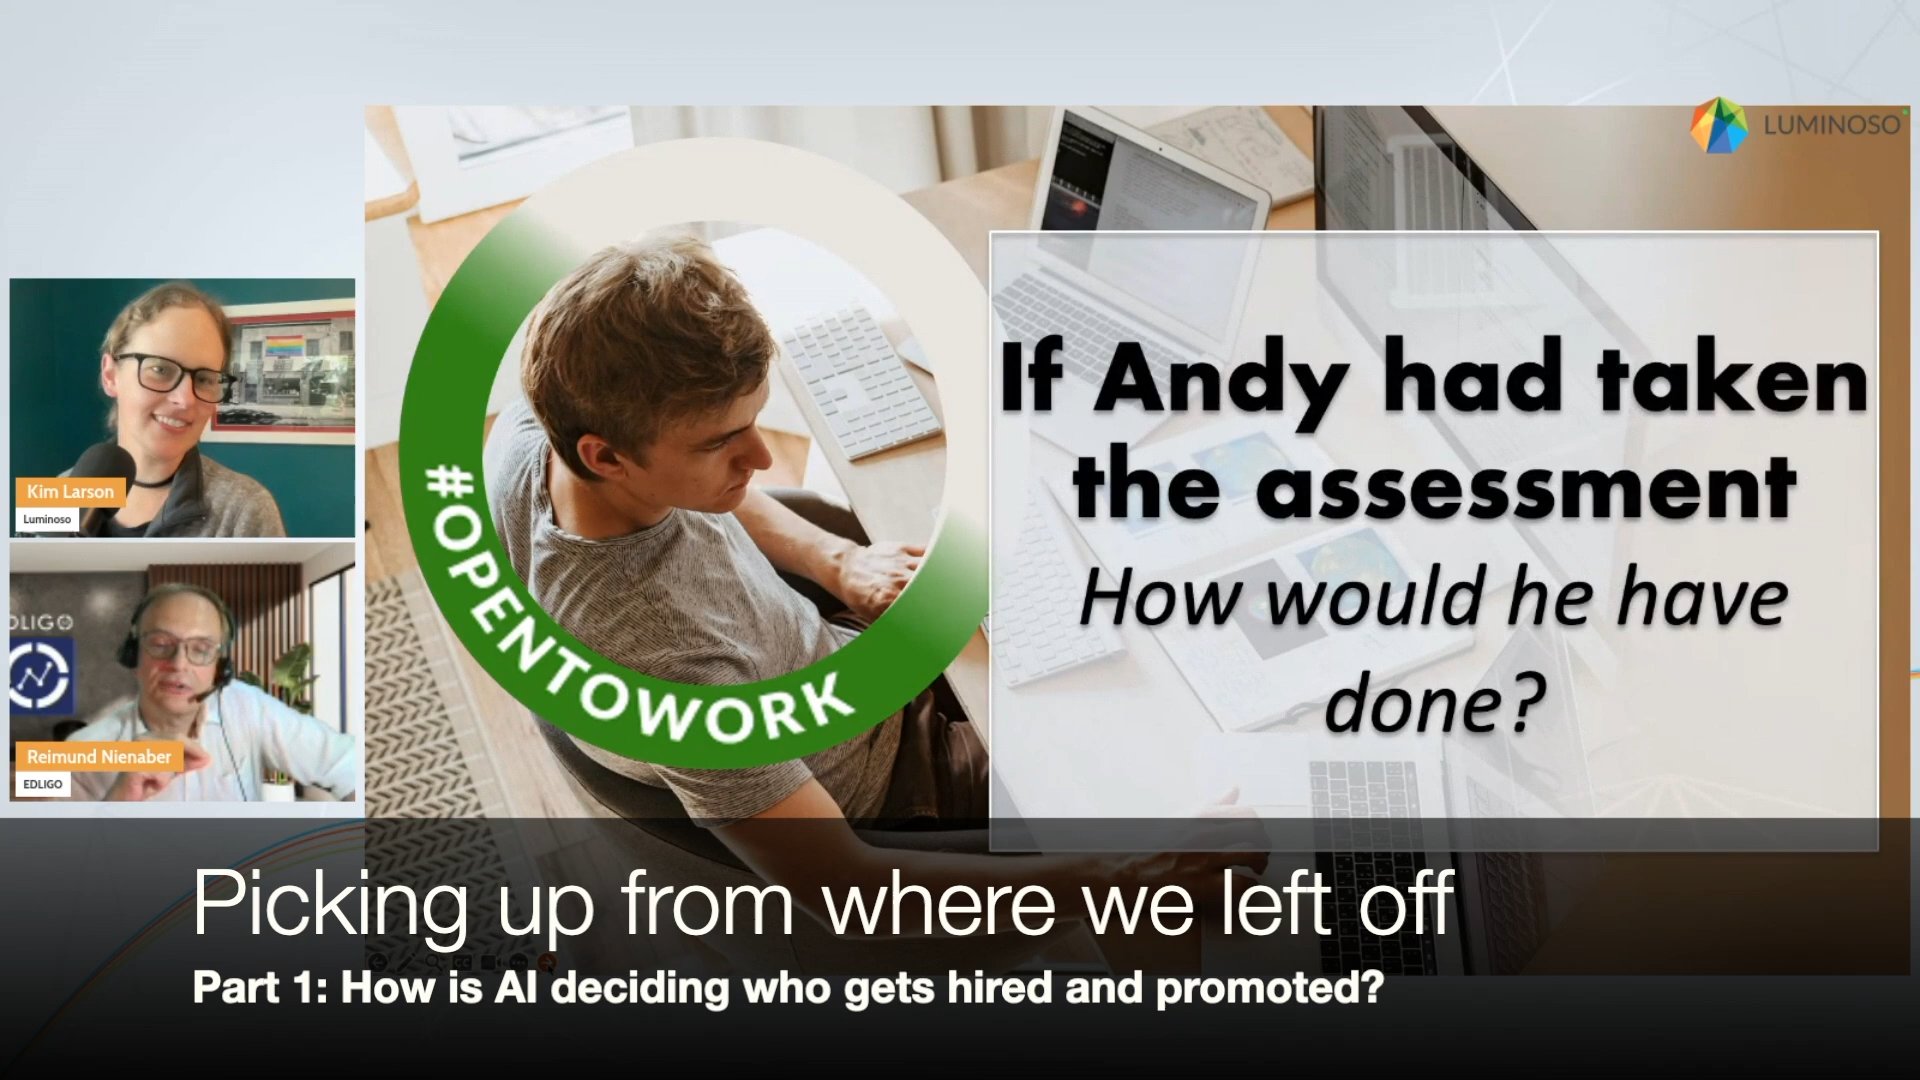 LUMINOSO
Kim Larson
Luminoso
DLIGO
Reimund Nienaber
EDLIGO
#OPENTOWORK
If Andy had taken
the assessment
How would he have
done?
Picking up from where we left off
Part 1: How is AI deciding who gets hired and promoted?